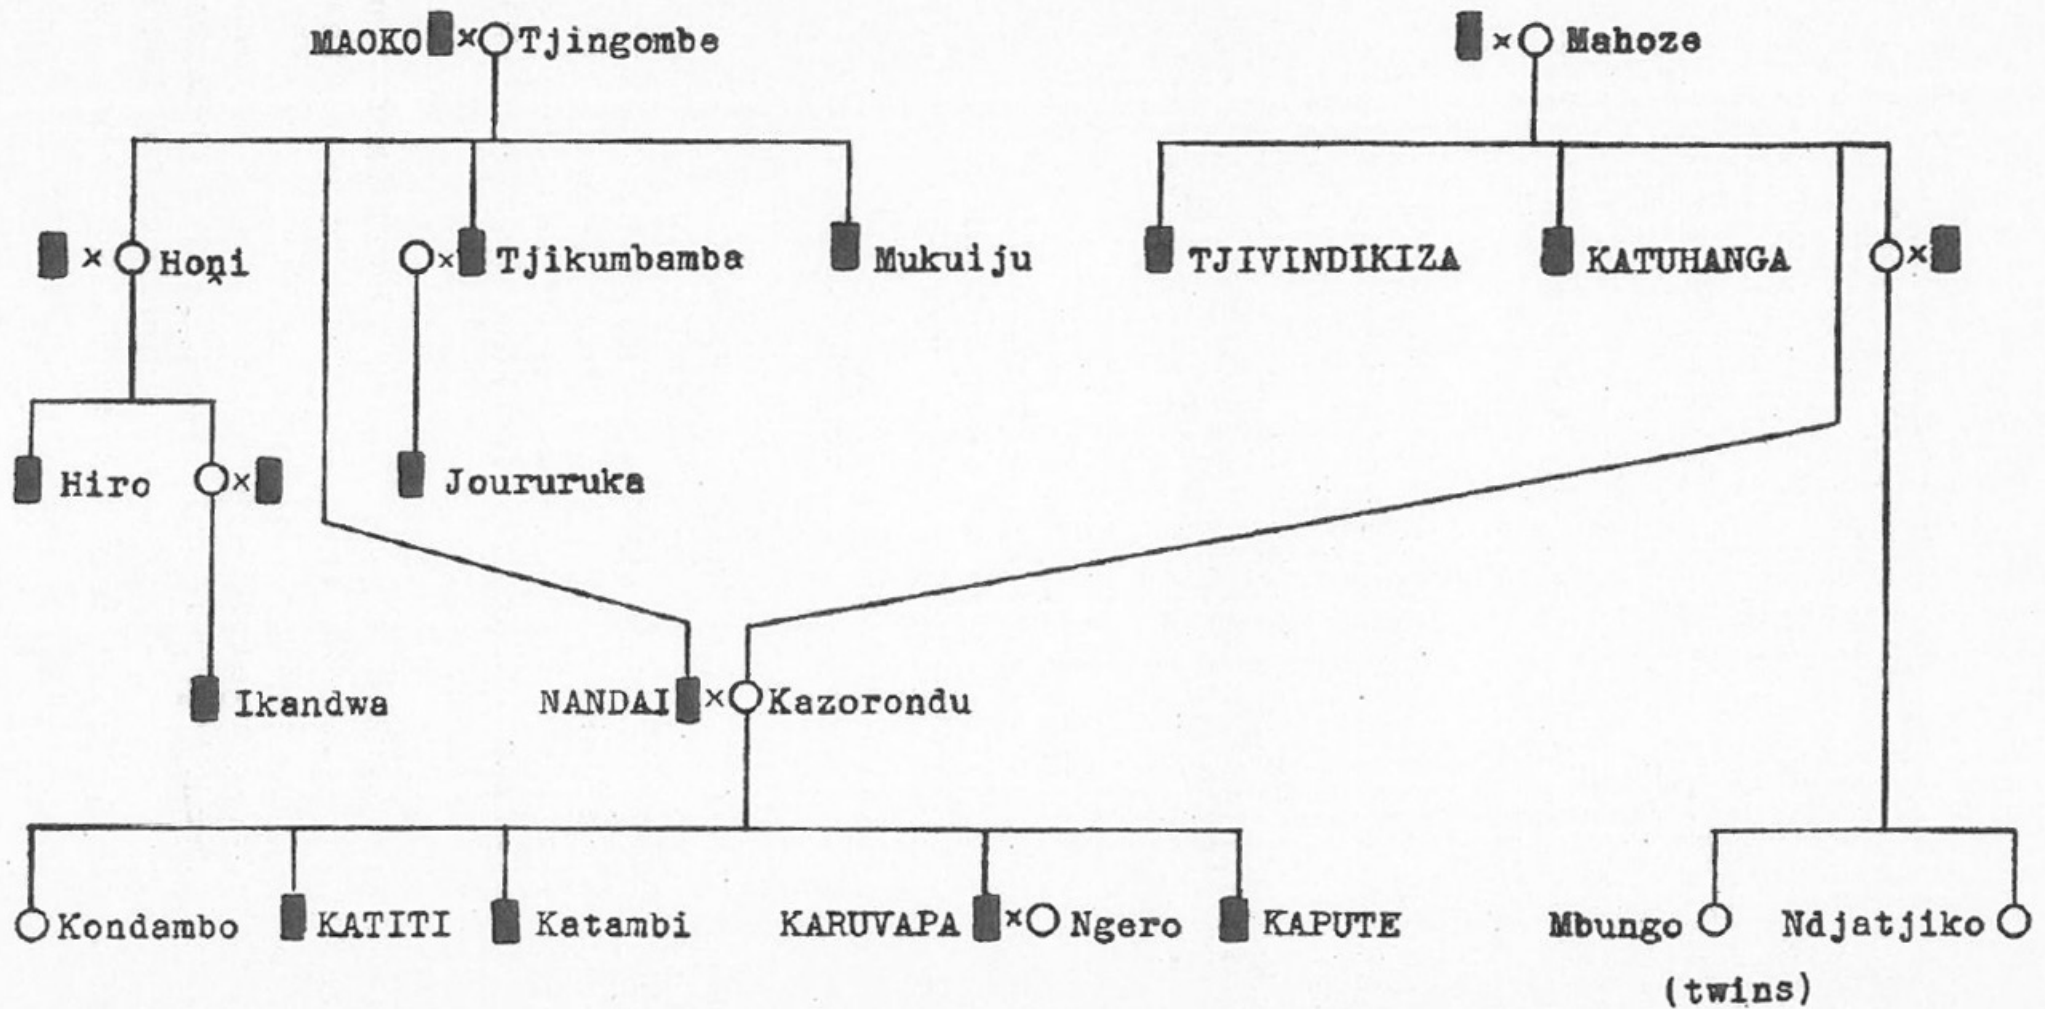 MAOKO × Tjingombe × Mahoze
× Hoṋi × Tjikumbamba Mukuiju TJIVINDIKIZA KATUHANGA ×
Hiro × Joururuka
Ikandwa NANDAI × Kazorondu
Kondambo KATITI Katambi KARUVAPA × Ngero KAPUTE Mbungo Ndjatjiko
(twins)